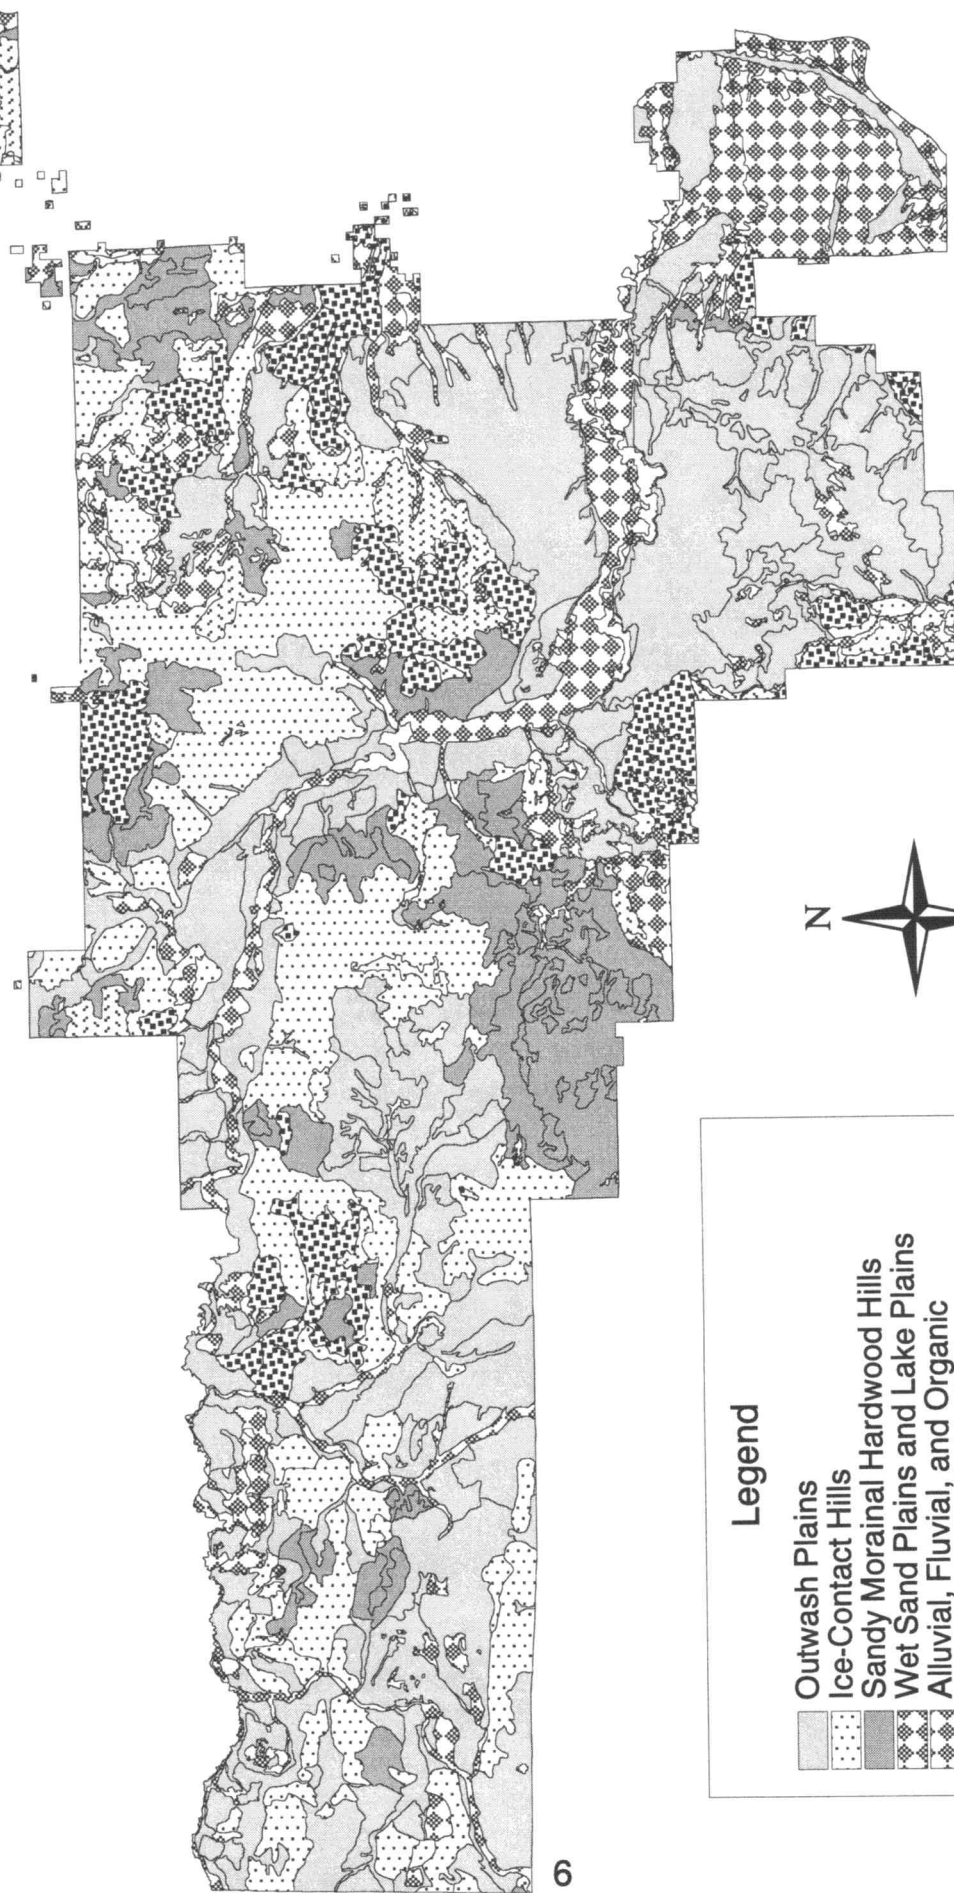 N
Legend
Outwash Plains
Ice-Contact Hills
Sandy Morainal Hardwood Hills
Wet Sand Plains and Lake Plains
Alluvial, Fluvial, and Organic
6